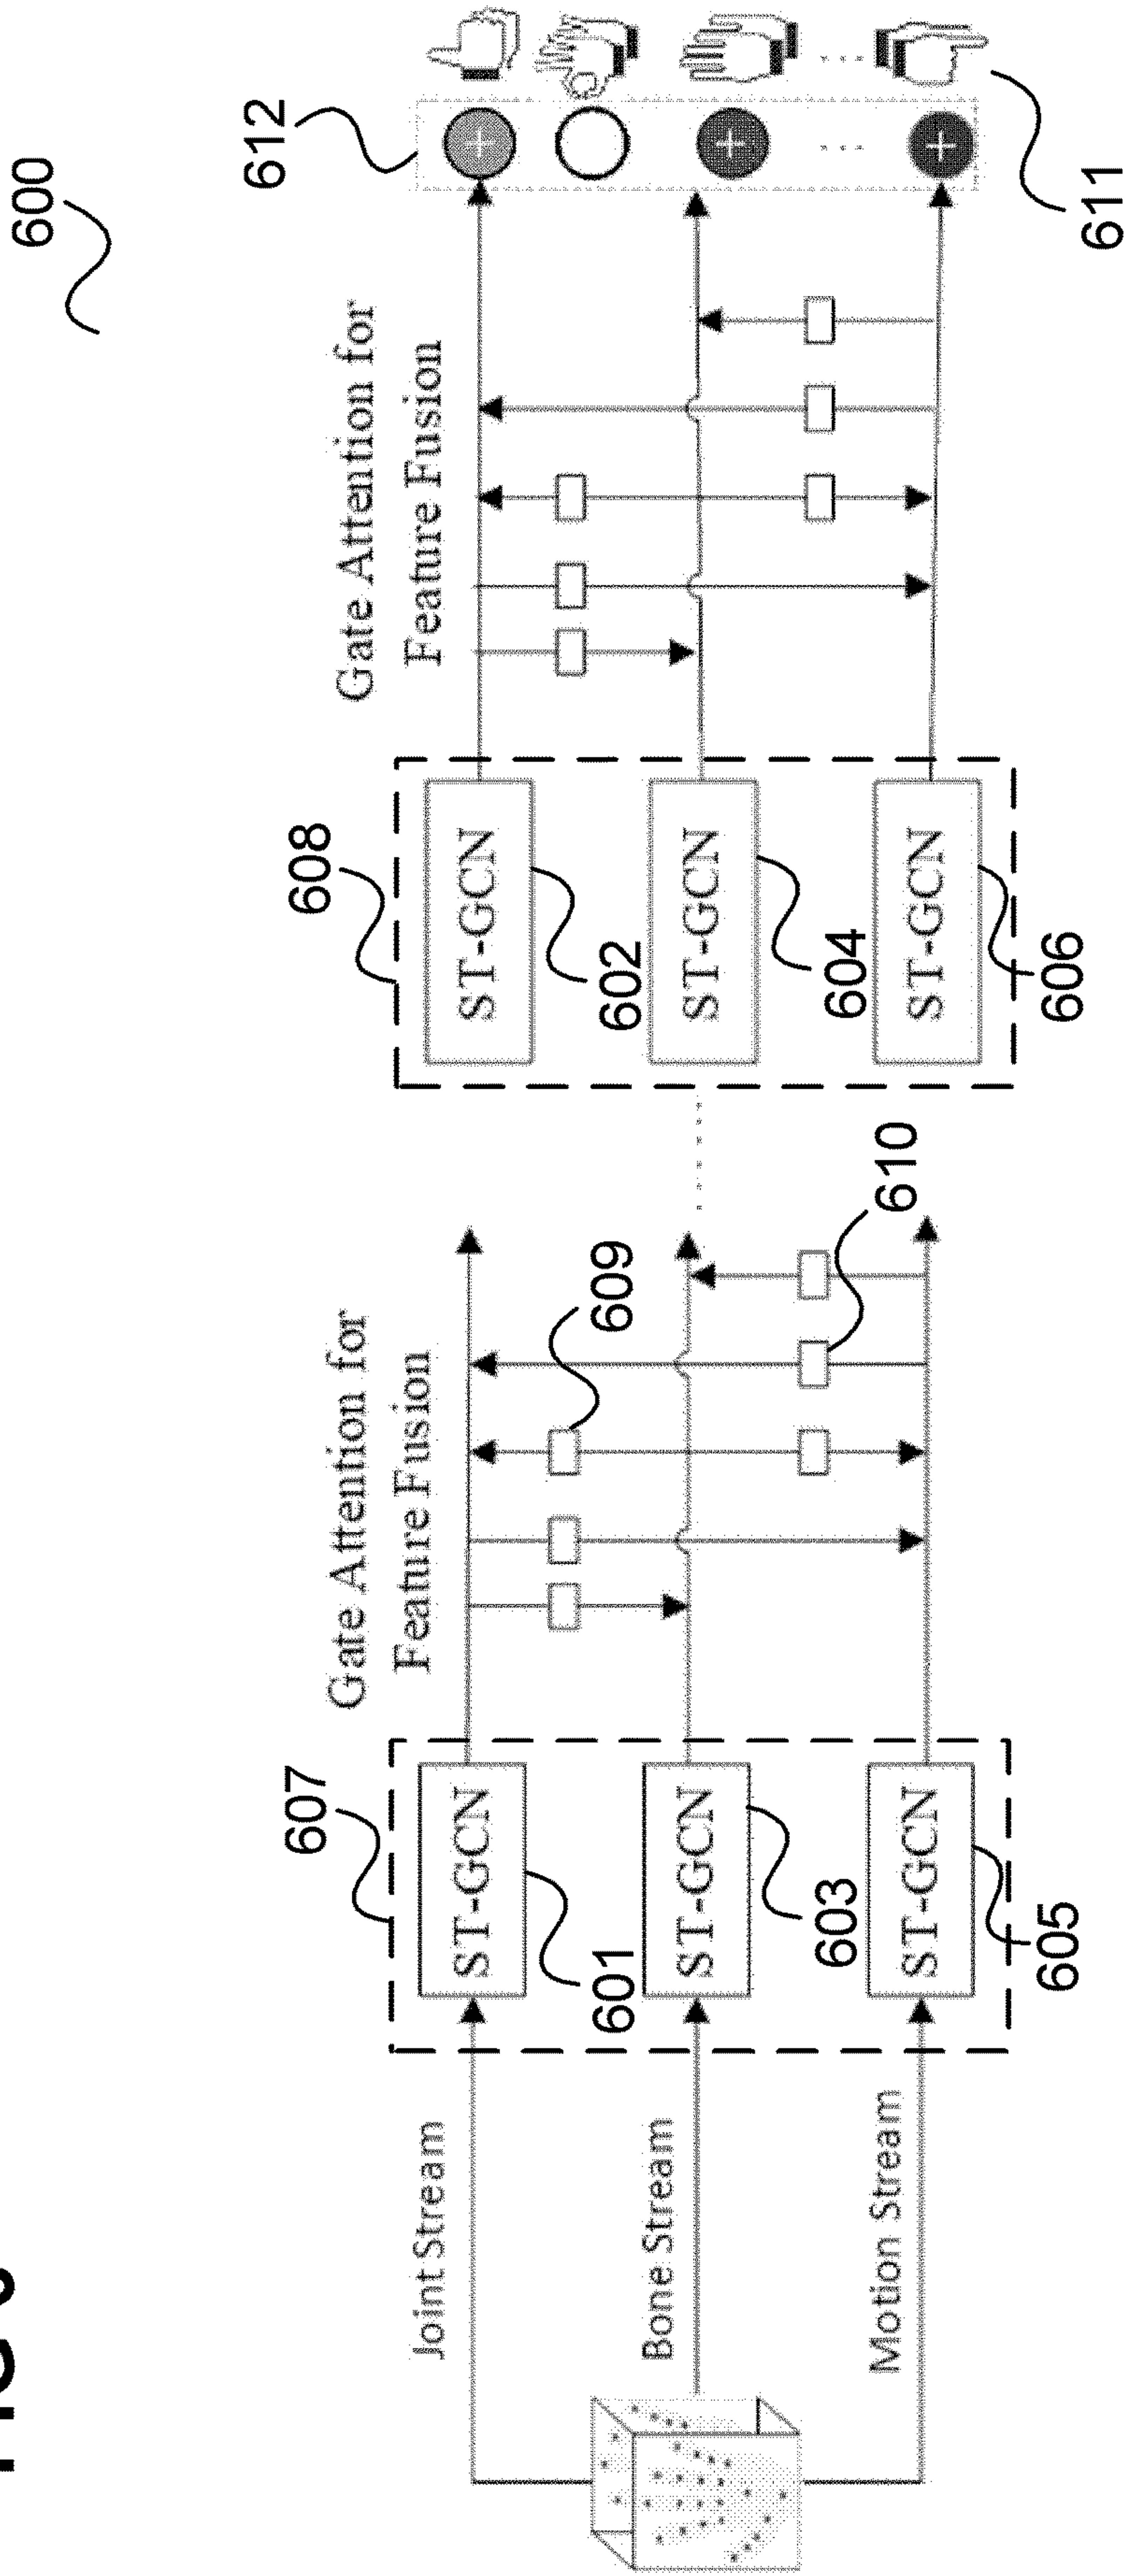 600
Joint Stream
Bone Stream
Motion Stream
607
ST-GCN
601
ST-GCN
603
ST-GCN
605
Gate Attention for
Feature Fusion
609
610
608
ST-GCN
602
ST-GCN
604
ST-GCN
606
Gate Attention for
Feature Fusion
612
611